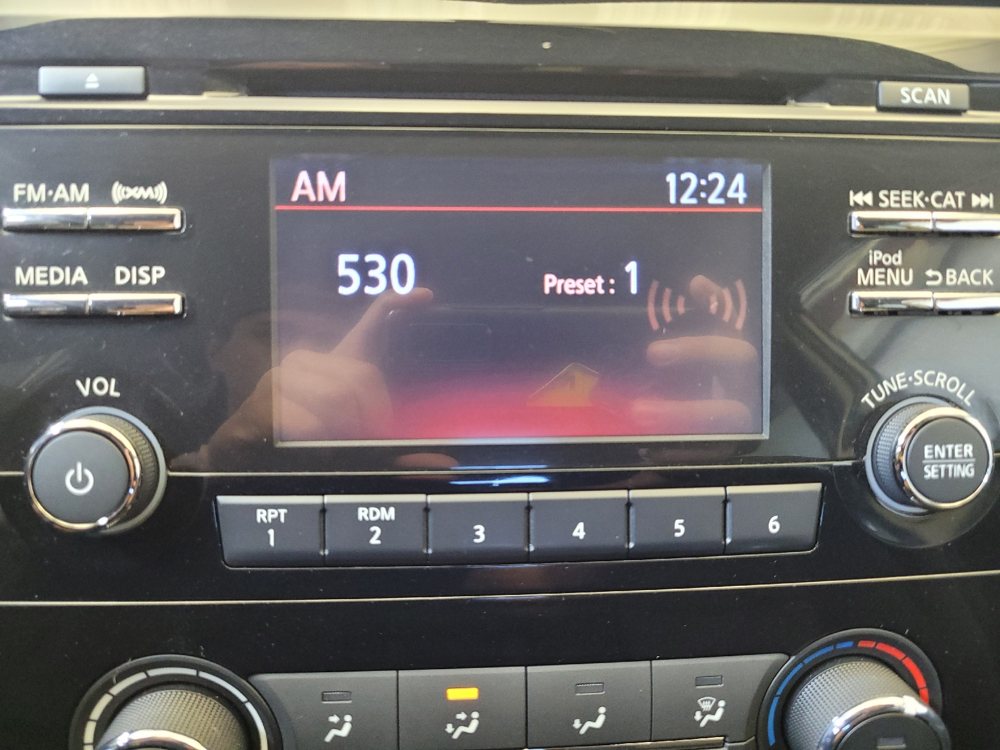 SCAN
FM·AM
((XM))
AM
12:24
SEEK·CAT
530
Preset : 1
MEDIA
DISP
iPod
MENU
BACK
VOL
TUNE·SCROLL
ENTER
SETTING
RPT
1
RDM
2
3
4
5
6